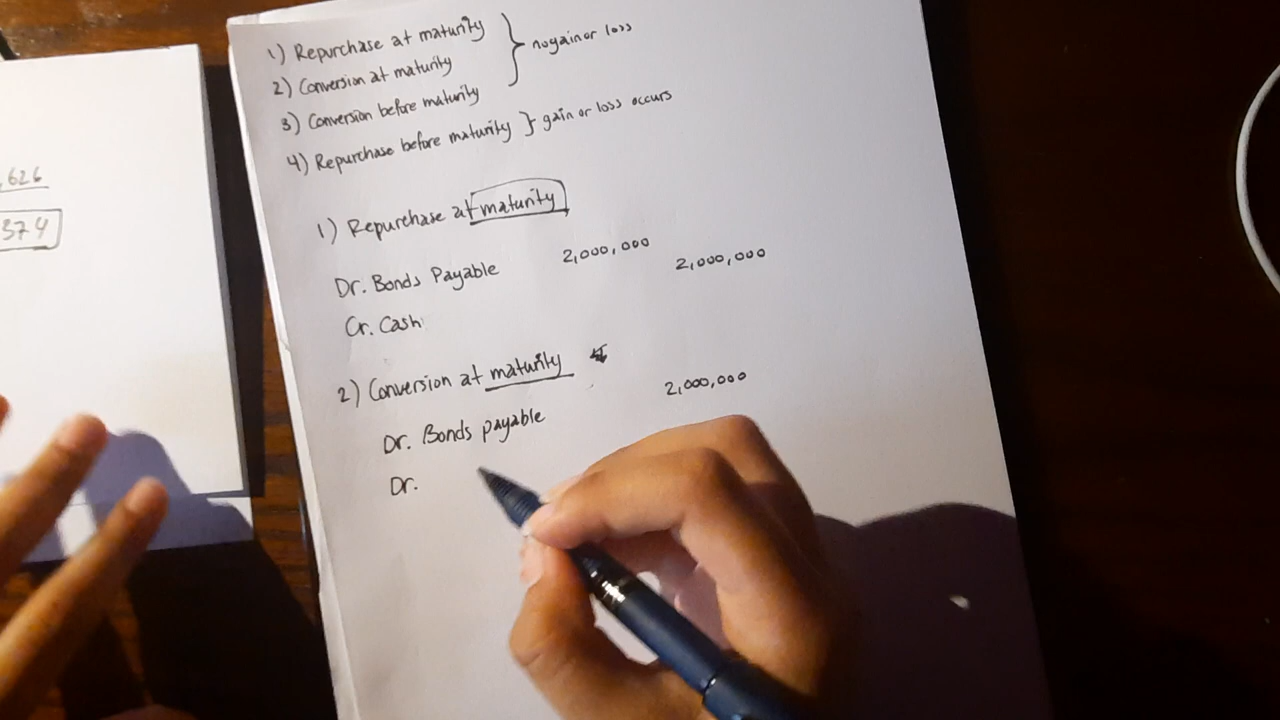 ,626
374
1) Repurchase at maturity
2) Conversion at maturity
} no gain or loss
3) Conversion before maturity
4) Repurchase before maturity } gain or loss occurs
1) Repurchase at maturity
Dr. Bonds Payable 2,000,000
Cr. Cash 2,000,000
2) Conversion at maturity
Dr. Bonds payable 2,000,000
Dr.